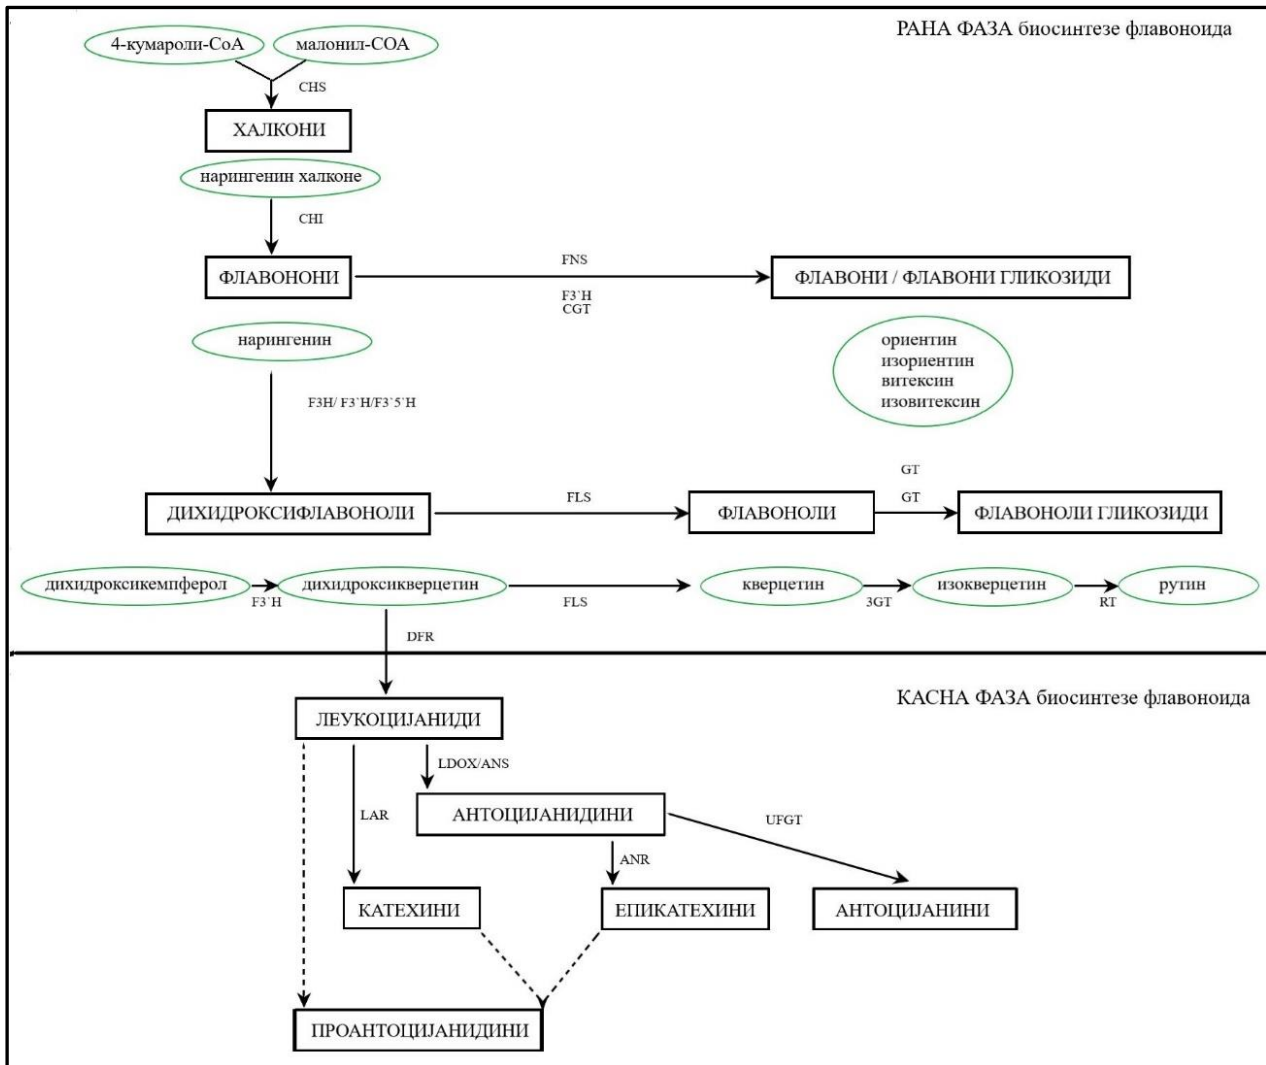 РАНА ФАЗА биосинтезе флавоноида
4-кумароли-CoA
малонил-COA
CHS
ХАЛКОНИ
нарингенин халконе
CHI
ФЛАВОНОНИ
FNS
F3`H
CGT
ФЛАВОНИ / ФЛАВОНИ ГЛИКОЗИДИ
нарингенин
ориентин
изориентин
витексин
изовитексин
F3H/ F3`H/F3`5`H
ДИХИДРОКСИФЛАВОНОЛИ
FLS
ФЛАВОНОЛИ
GT
GT
ФЛАВОНОЛИ ГЛИКОЗИДИ
дихидроксикемпферол
F3`H
дихидроксикверцетин
FLS
кверцетин
3GT
изокверцетин
RT
рутин
DFR
КАСНА ФАЗА биосинтезе флавоноида
ЛЕУКОЦИЈАНИДИ
LDOX/ANS
LAR
АНТОЦИЈАНИДИНИ
UFGT
ANR
КАТЕХИНИ
ЕПИКАТЕХИНИ
АНТОЦИЈАНИНИ
ПРОАНТОЦИЈАНИДИНИ